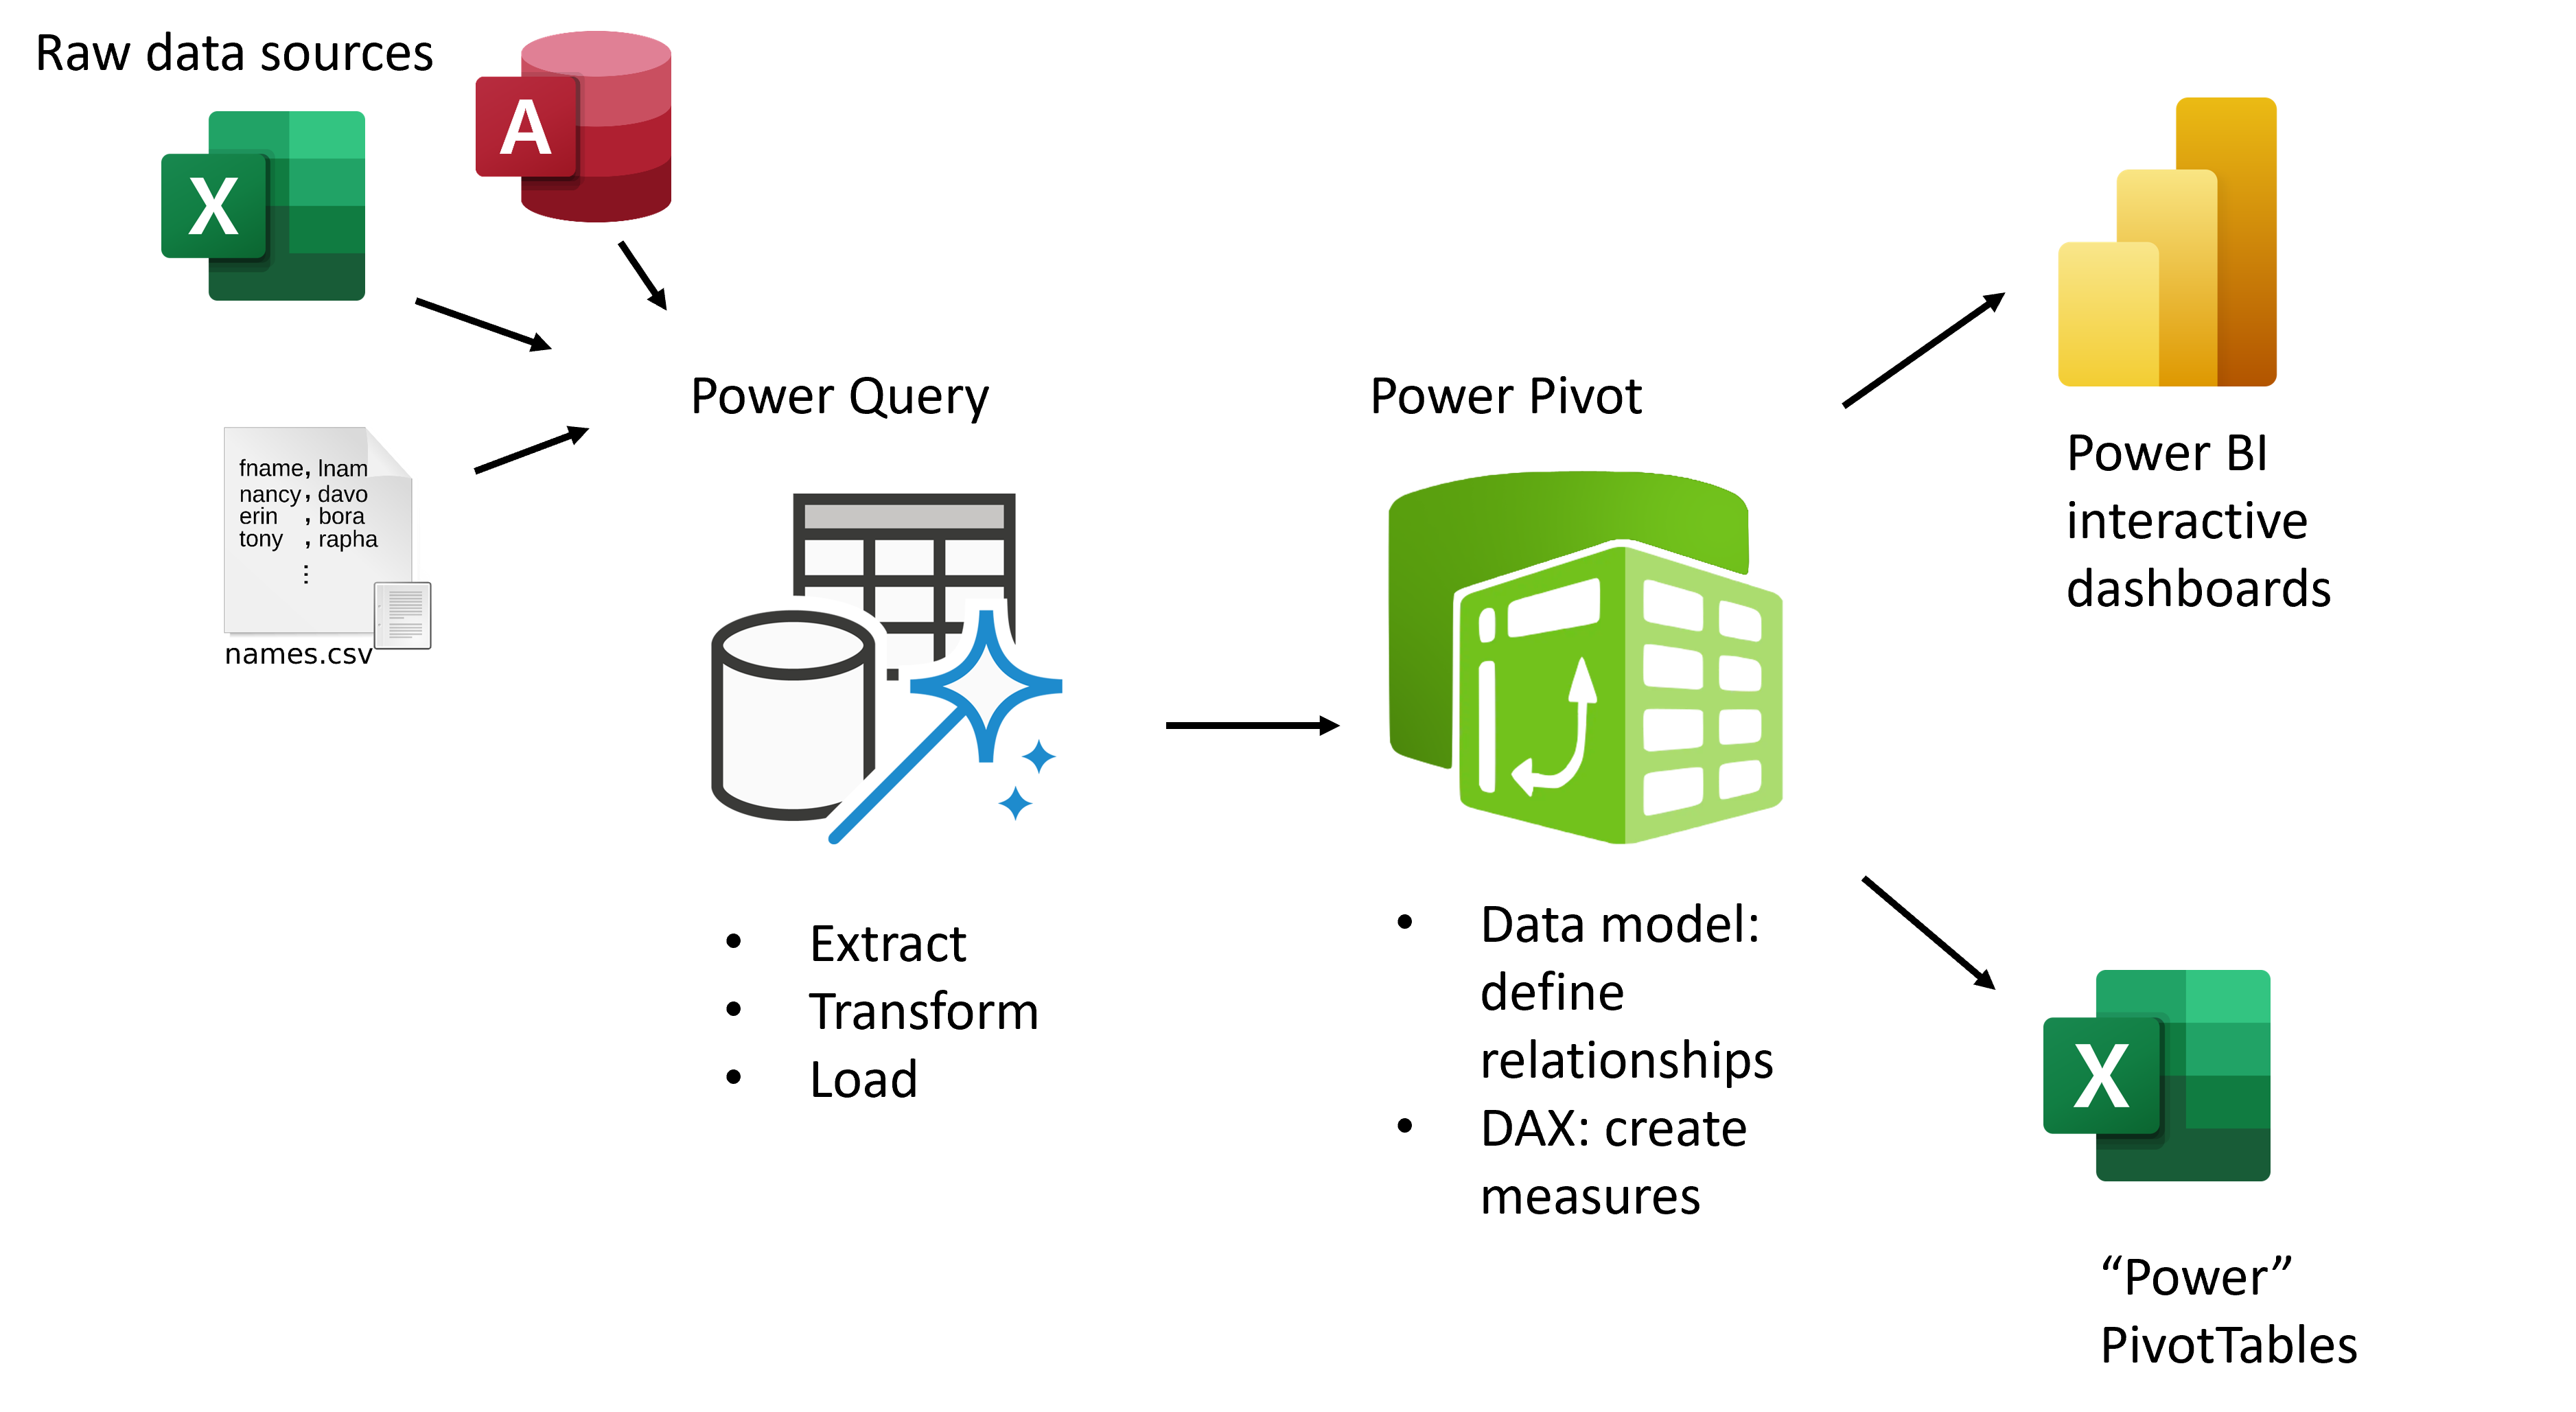 Raw data sources
A
X
fname, lnam
nancy, davo
erin , bora
tony , rapha
⋮
names.csv
Power Query
• Extract
• Transform
• Load
Power Pivot
• Data model:
define
relationships
• DAX: create
measures
Power BI
interactive
dashboards
X
“Power”
PivotTables